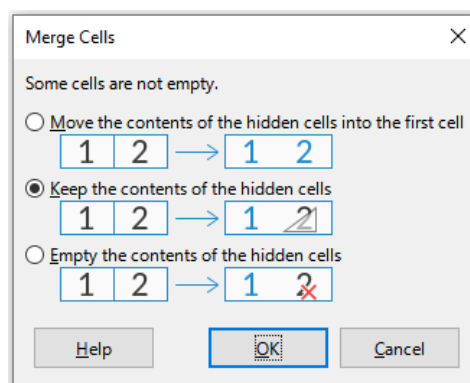 Merge Cells
Some cells are not empty.
Move the contents of the hidden cells into the first cell
1 2 1 2
Keep the contents of the hidden cells
1 2 1 2
Empty the contents of the hidden cells
1 2 1 2
Help OK Cancel